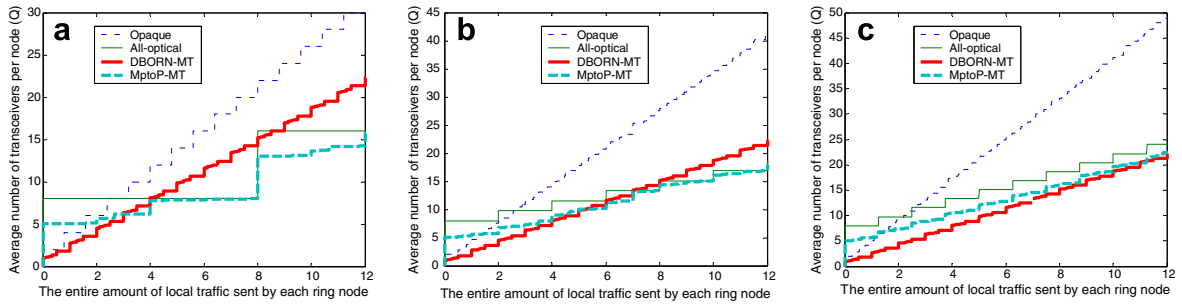 a
Average number of transceivers per node (Q)
30
25
20
15
10
5
0
0 2 4 6 8 10 12
Opaque
All-optical
DBORN-MT
MptoP-MT
The entire amount of local traffic sent by each ring node
b
Average number of transceivers per node (Q)
45
40
35
30
25
20
15
10
5
0
0 2 4 6 8 10 12
Opaque
All-optical
DBORN-MT
MptoP-MT
The entire amount of local traffic sent by each ring node
c
Average number of transceivers per node (Q)
50
45
40
35
30
25
20
15
10
5
0
0 2 4 6 8 10 12
Opaque
All-optical
DBORN-MT
MptoP-MT
The entire amount of local traffic sent by each ring node